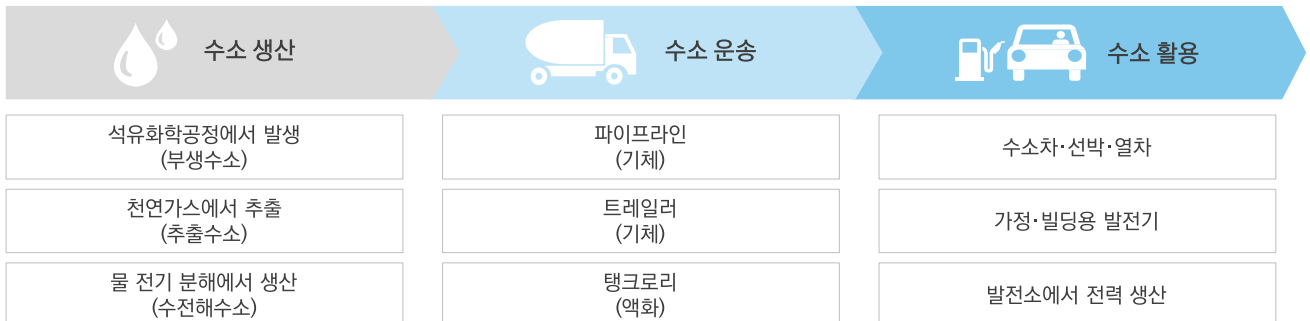 수소 생산
수소 운송
수소 활용
석유화학공정에서 발생
(부생수소)
파이프라인
(기체)
수소차·선박·열차
천연가스에서 추출
(추출수소)
트레일러
(기체)
가정·빌딩용 발전기
물 전기 분해에서 생산
(수전해수소)
탱크로리
(액화)
발전소에서 전력 생산